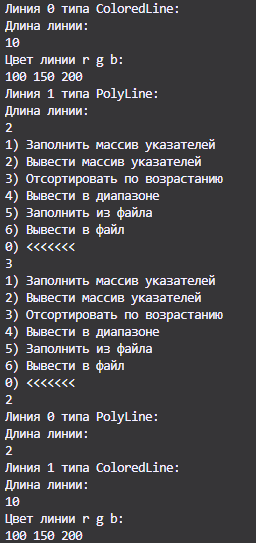 Линия 0 типа ColoredLine:
Длина линии:
10
Цвет линии r g b:
100 150 200
Линия 1 типа PolyLine:
Длина линии:
2
1) Заполнить массив указателей
2) Вывести массив указателей
3) Отсортировать по возрастанию
4) Вывести в диапазоне
5) Заполнить из файла
6) Вывести в файл
0) <<<<<<<
3
1) Заполнить массив указателей
2) Вывести массив указателей
3) Отсортировать по возрастанию
4) Вывести в диапазоне
5) Заполнить из файла
6) Вывести в файл
0) <<<<<<<
2
Линия 0 типа PolyLine:
Длина линии:
2
Линия 1 типа ColoredLine:
Длина линии:
10
Цвет линии r g b:
100 150 200